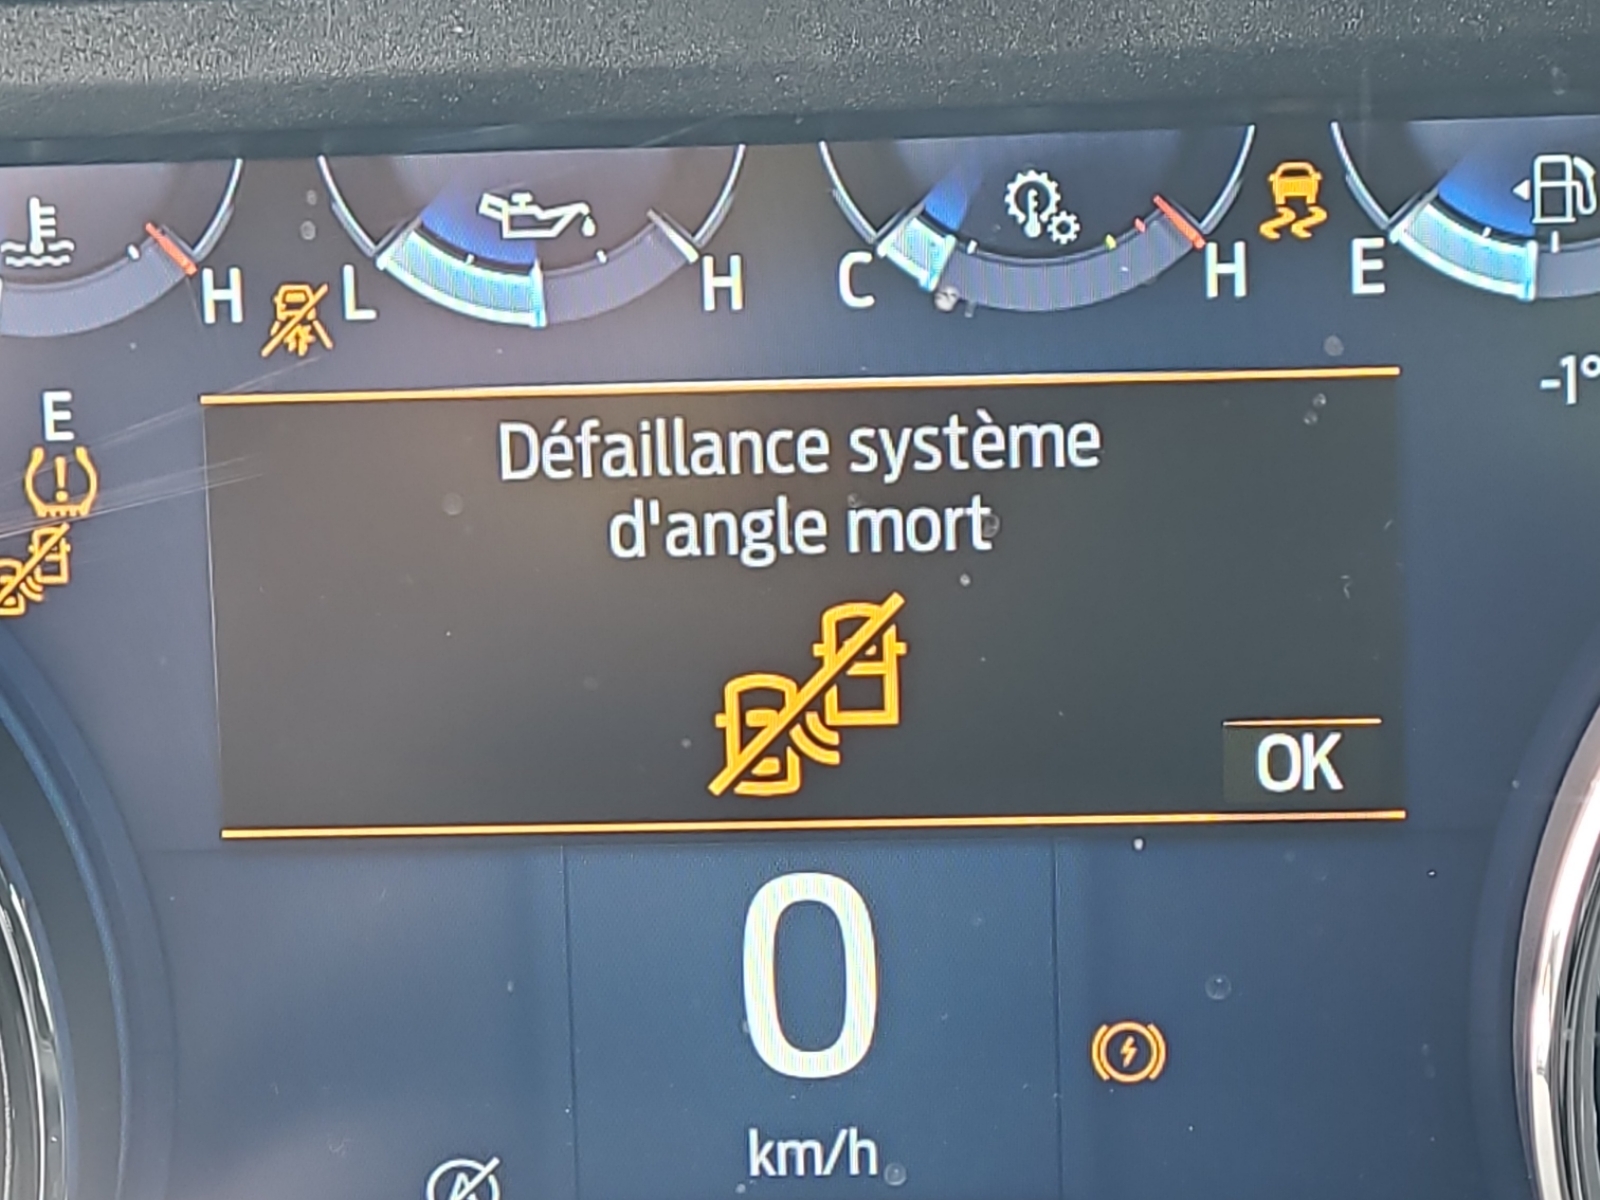 H
L
H
C
H
E
-1°
E
Défaillance système
d'angle mort
OK
0
km/h